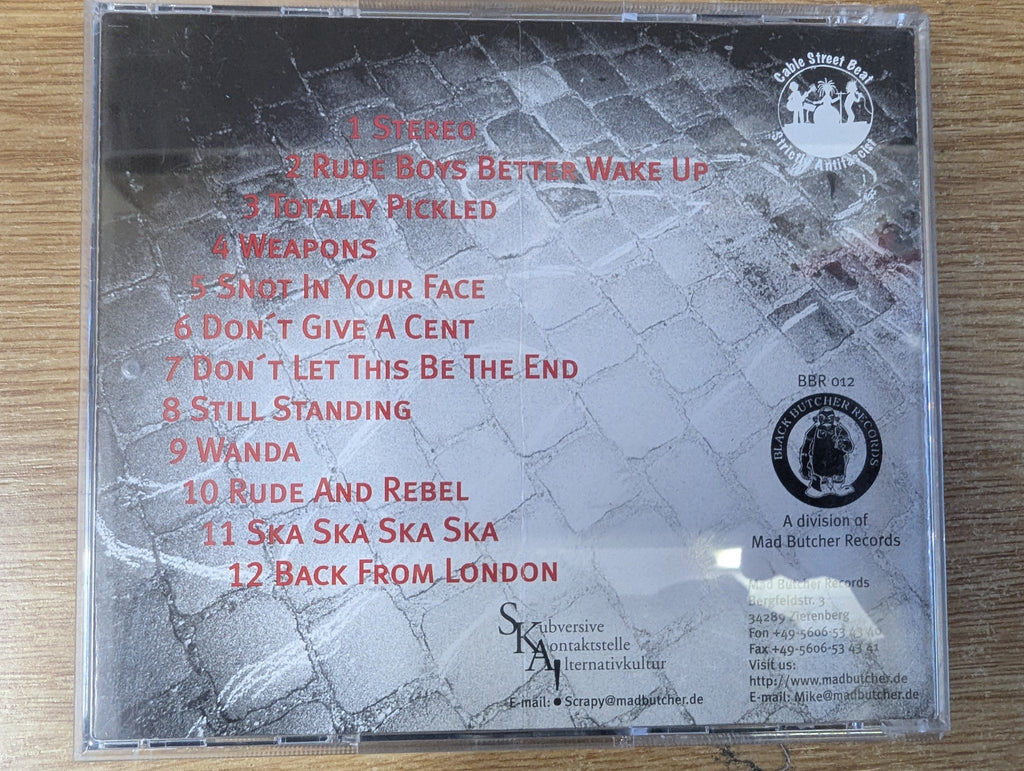 Cable Street Beat
Strictly Antifascist
1 Stereo
2 Rude Boys Better Wake Up
3 Totally Pickled
4 Weapons
5 Snot In Your Face
6 Don´t Give A Cent
7 Don´t Let This Be The End
8 Still Standing
9 Wanda
10 Rude And Rebel
11 Ska Ska Ska Ska
12 Back From London
BBR 012
BLACK BUTCHER RECORDS
A division of
Mad Butcher Records
Mad Butcher Records
Bergfeldstr. 3
34289 Zierenberg
Fon +49-5606-53 43 40
Fax +49-5606-53 43 41
Visit us:
http://www.madbutcher.de
E-mail: Mike@madbutcher.de
Subversive
Kontaktstelle
Alternativkultur
E-mail: Scrapy@madbutcher.de